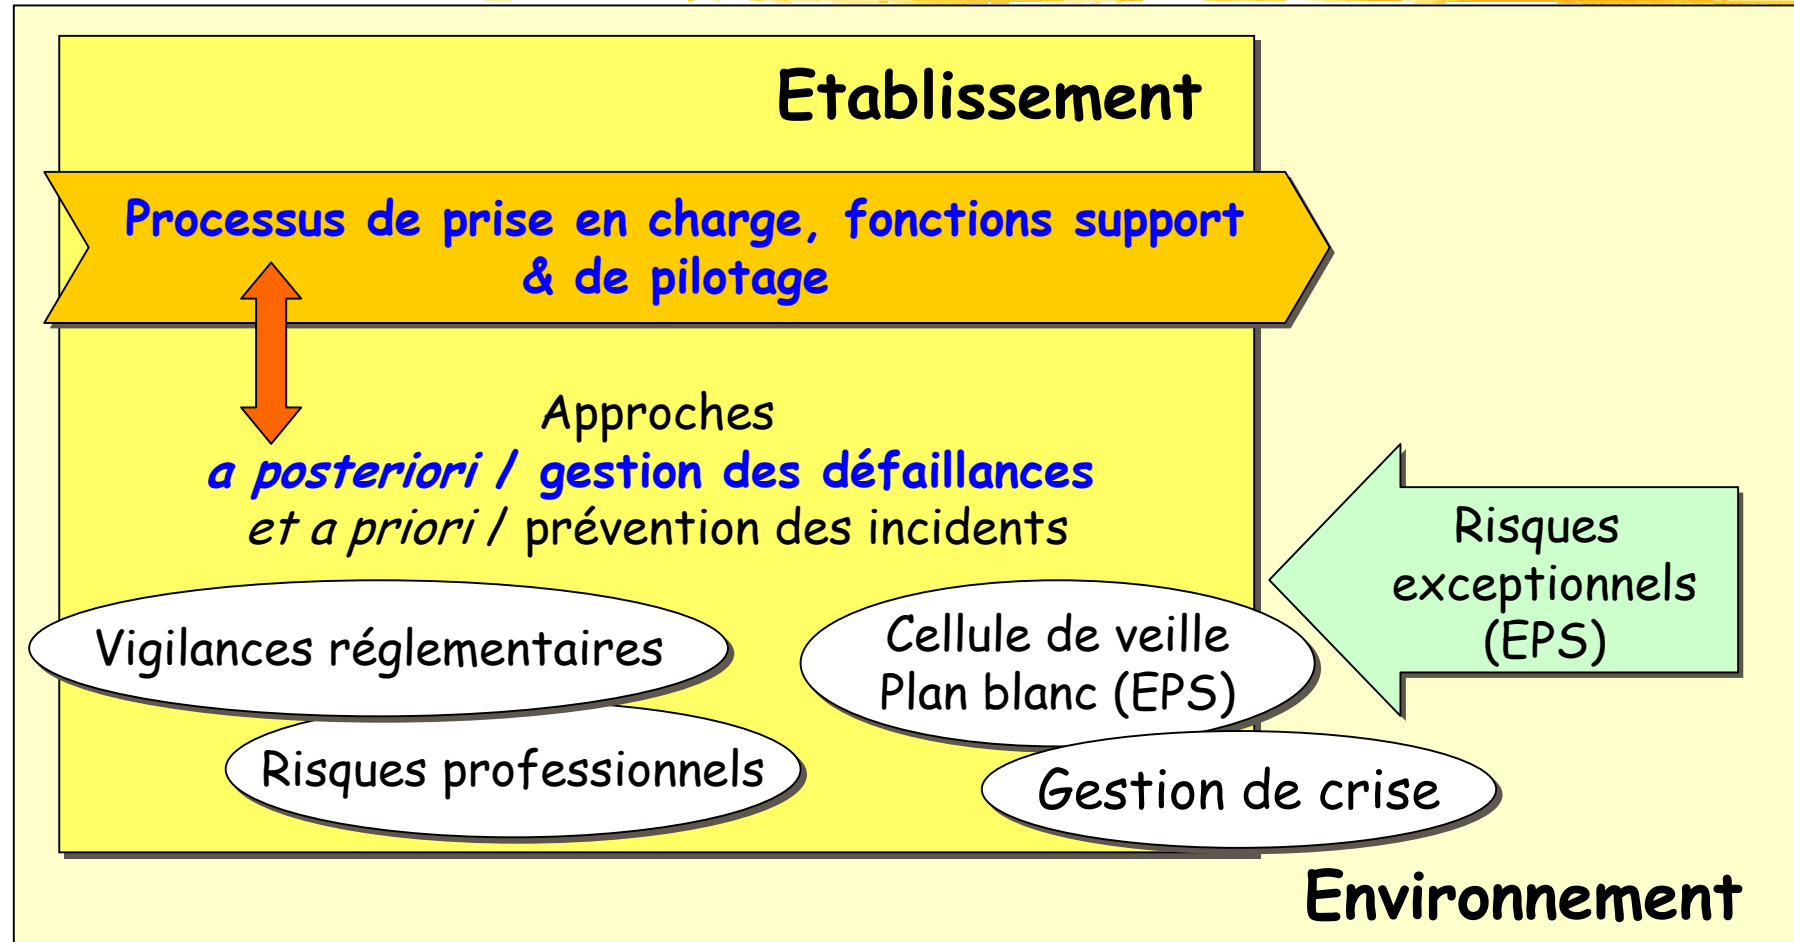 Etablissement
Processus de prise en charge, fonctions support
& de pilotage
Approches
a posteriori / gestion des défaillances
et a priori / prévention des incidents
Vigilances réglementaires
Risques professionnels
Cellule de veille
Plan blanc (EPS)
Gestion de crise
Risques
exceptionnels
(EPS)
Environnement